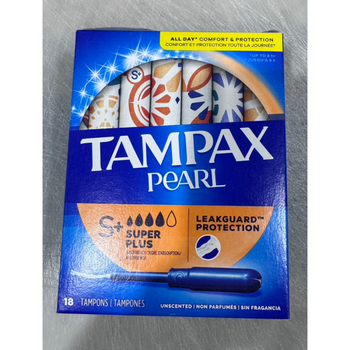 ALL DAY* COMFORT & PROTECTION
CONFORT ET PROTECTION TOUTE LA JOURNÉE*
S+
TAMPAX
PEARL
S+
SUPER
PLUS
LEAKGUARD™
PROTECTION
18 TAMPONS | TAMPONES
UNSCENTED | NON PARFUMÉS | SIN FRAGANCIA